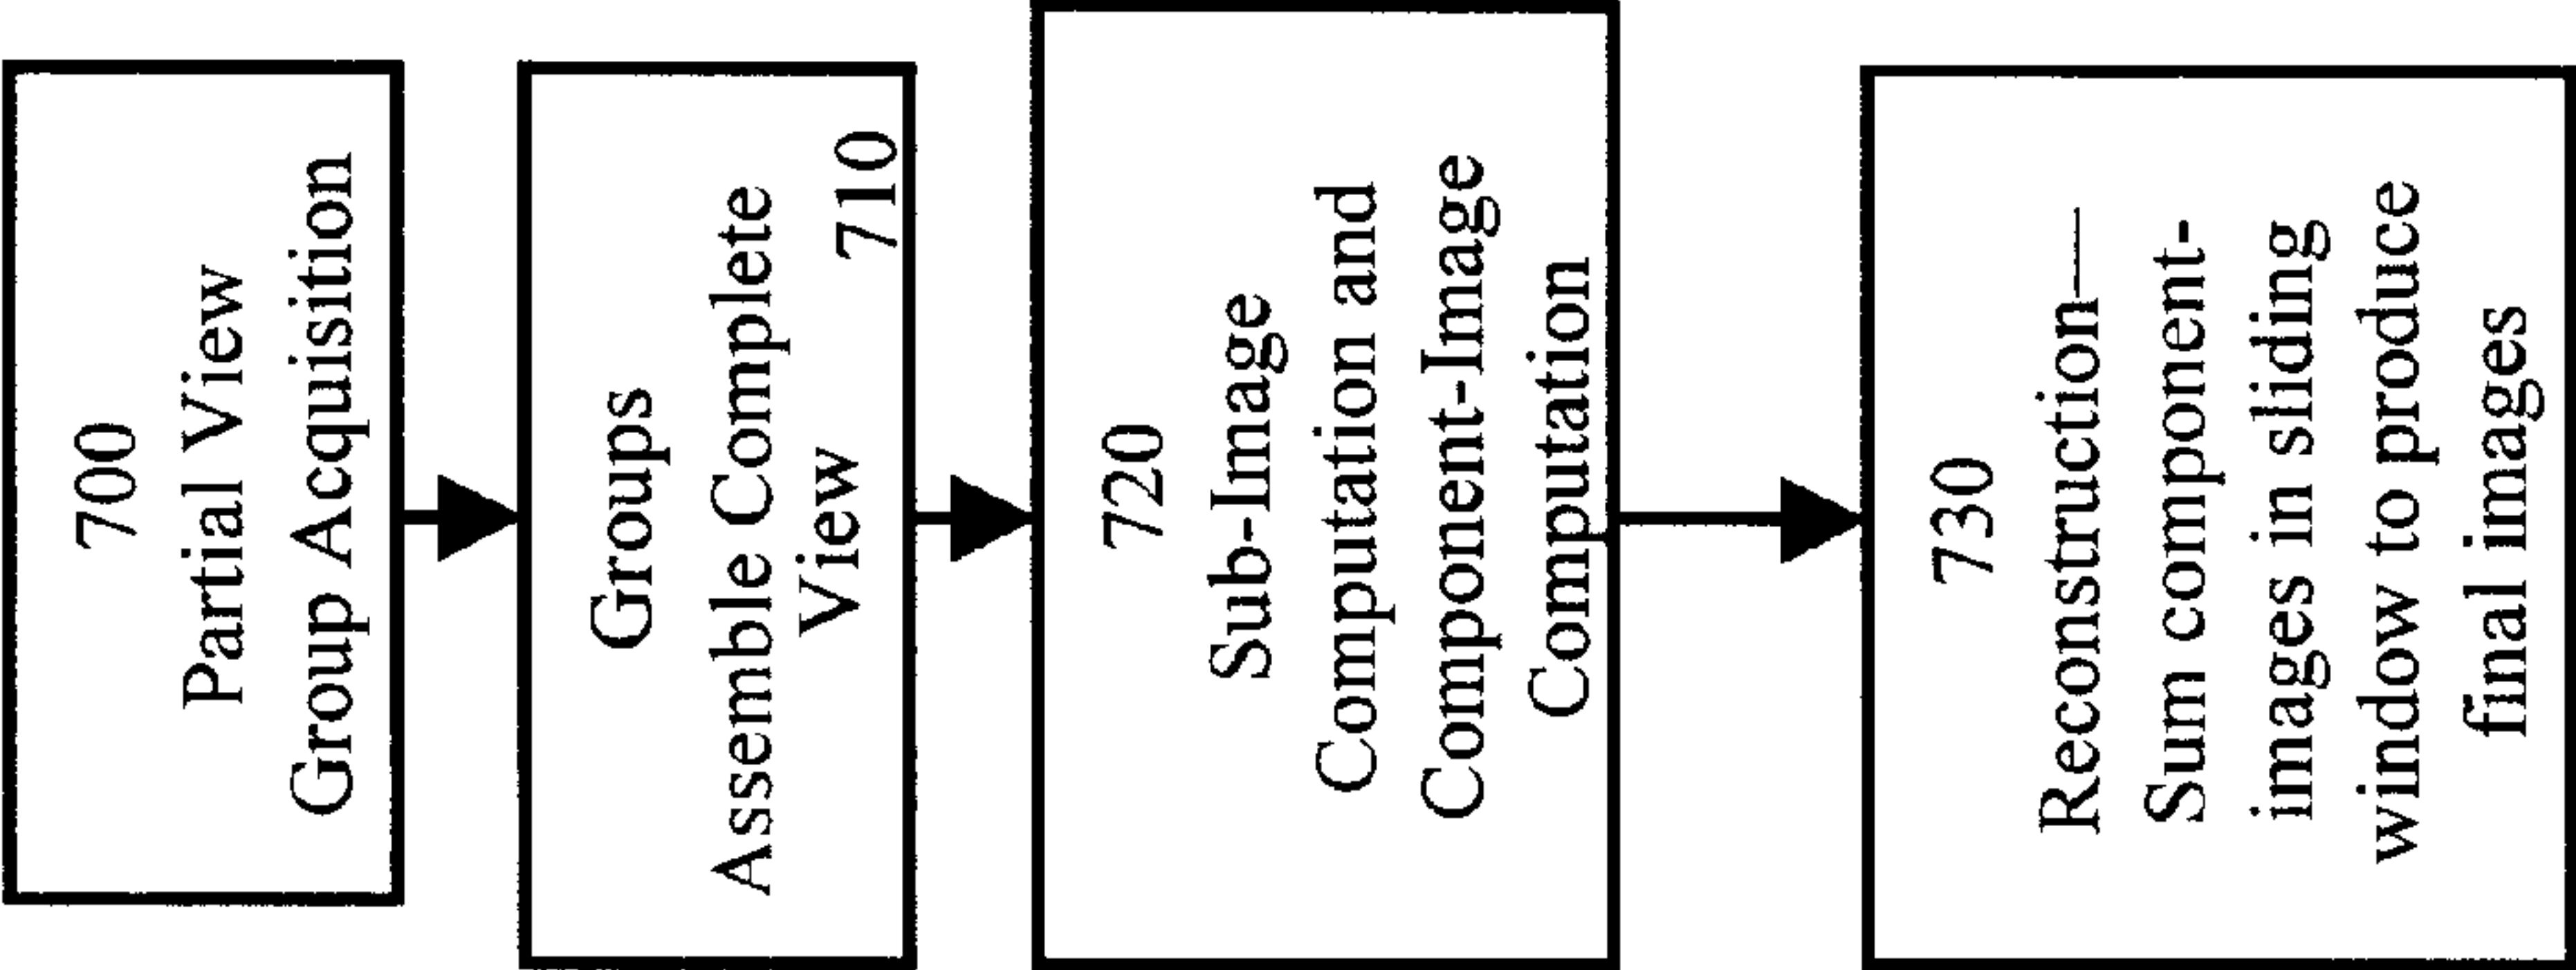 700
Partial View
Group Acquisition
Groups
Assemble Complete
View 710
720
Sub-Image
Computation and
Component-Image
Computation
730
Reconstruction—
Sum component-
images in sliding
window to produce
final images